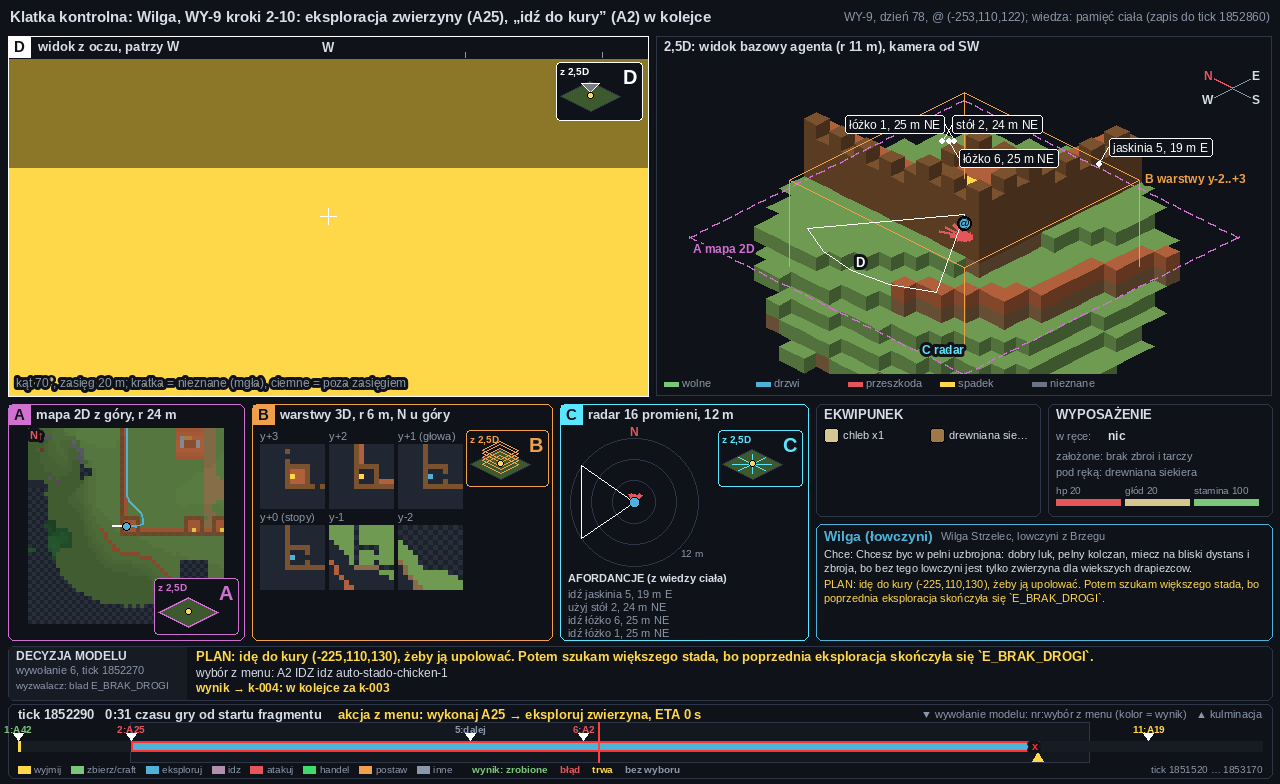 Klatka kontrolna: Wilga, WY-9 kroki 2-10: eksploracja zwierzyny (A25), „idź do kury” (A2) w kolejce
WY-9, dzień 78, @ (-253,110,122); wiedza: pamięć ciała (zapis do tick 1852860)
D widok z oczu, patrzy W
W
z 2,5D
D
kąt 70°, zasięg 20 m; kratka = nieznane (mgła), ciemne = poza zasięgiem
2,5D: widok bazowy agenta (r 11 m), kamera od SW
N
E
W
S
łóżko 1, 25 m NE
stół 2, 24 m NE
łóżko 6, 25 m NE
jaskinia 5, 19 m E
B warstwy y-2..+3
@
A mapa 2D
D
C radar
wolne
drzwi
przeszkoda
spadek
nieznane
A mapa 2D z góry, r 24 m
N↑
z 2,5D
A
B warstwy 3D, r 6 m, N u góry
y+3
y+2
y+1 (głowa)
z 2,5D
B
y+0 (stopy)
y-1
y-2
C radar 16 promieni, 12 m
N
z 2,5D
C
12 m
AFORDANCJE (z wiedzy ciała)
idź jaskinia 5, 19 m E
użyj stół 2, 24 m NE
idź łóżko 6, 25 m NE
idź łóżko 1, 25 m NE
EKWIPUNEK
chleb x1
drewniana sie...
WYPOSAŻENIE
w ręce: nic
założone: brak zbroi i tarczy
pod ręką: drewniana siekiera
hp 20
głód 20
stamina 100
Wilga (łowczyni) Wilga Strzelec, lowczyni z Brzegu
Chce: Chcesz byc w pelni uzbrojona: dobry luk, pelny kolczan, miecz na bliski dystans i
zbroja, bo bez tego lowczyni jest tylko zwierzyna dla wiekszych drapiezcow.
PLAN: idę do kury (-225,110,130), żeby ją upolować. Potem szukam większego stada, bo
poprzednia eksploracja skończyła się `E_BRAK_DROGI`.
DECYZJA MODELU
wywołanie 6, tick 1852270
wyzwalacz: blad E_BRAK_DROGI
PLAN: idę do kury (-225,110,130), żeby ją upolować. Potem szukam większego stada, bo poprzednia eksploracja skończyła się `E_BRAK_DROGI`.
wybór z menu: A2 IDZ idz auto-stado-chicken-1
wynik → k-004: w kolejce za k-003
tick 1852290 0:31 czasu gry od startu fragmentu akcja z menu: wykonaj A25 → eksploruj zwierzyna, ETA 0 s
▼ wywołanie modelu: nr:wybór z menu (kolor = wynik) ▲ kulminacja
1:A42
2:A25
5:dalej
6:A2
11:A19
x
wyjmij
zbierz/craft
eksploruj
idz
atakuj
handel
postaw
inne
wynik: zrobione
błąd
trwa
bez wyboru
tick 1851520 ... 1853170